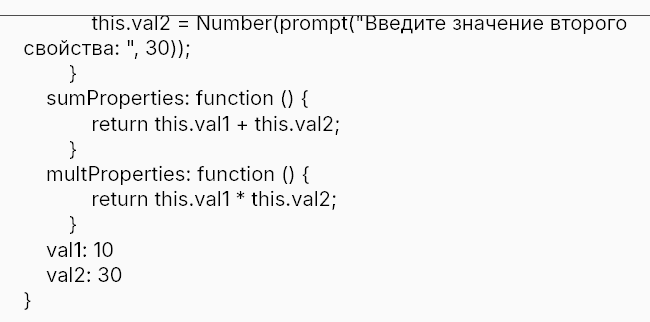 this.val2 = Number(prompt("Введите значение второго
свойства: ", 30));
}
sumProperties: function () {
return this.val1 + this.val2;
}
multProperties: function () {
return this.val1 * this.val2;
}
val1: 10
val2: 30
}